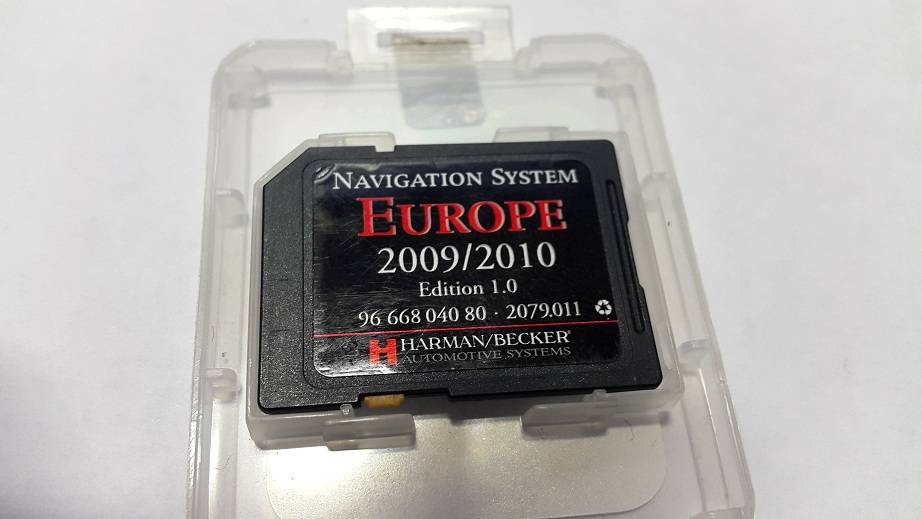 NAVIGATION SYSTEM
EUROPE
2009/2010
Edition 1.0
96 668 040 80 · 2079.011
HARMAN/BECKER®
AUTOMOTIVE SYSTEMS